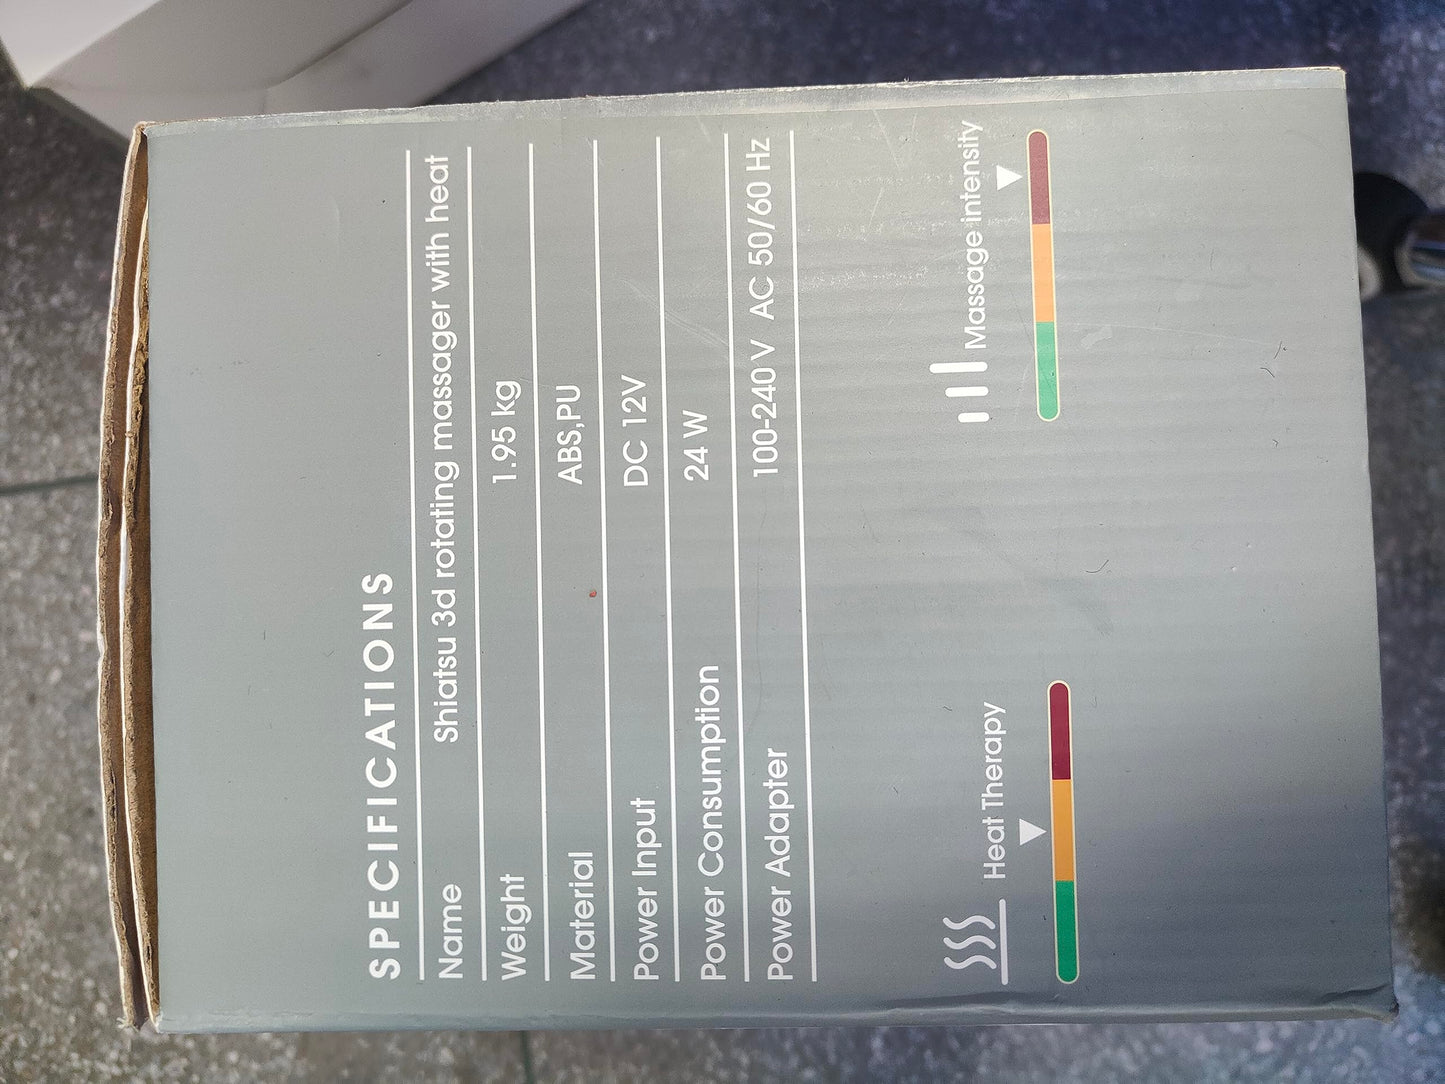 SPECIFICATIONS
Name Shiatsu 3d rotating massager with heat
Weight 1.95 kg
Material ABS,PU
Power Input DC 12V
Power Consumption 24 W
Power Adapter 100-240 V AC 50/60 Hz
Heat Therapy
Massage intensity